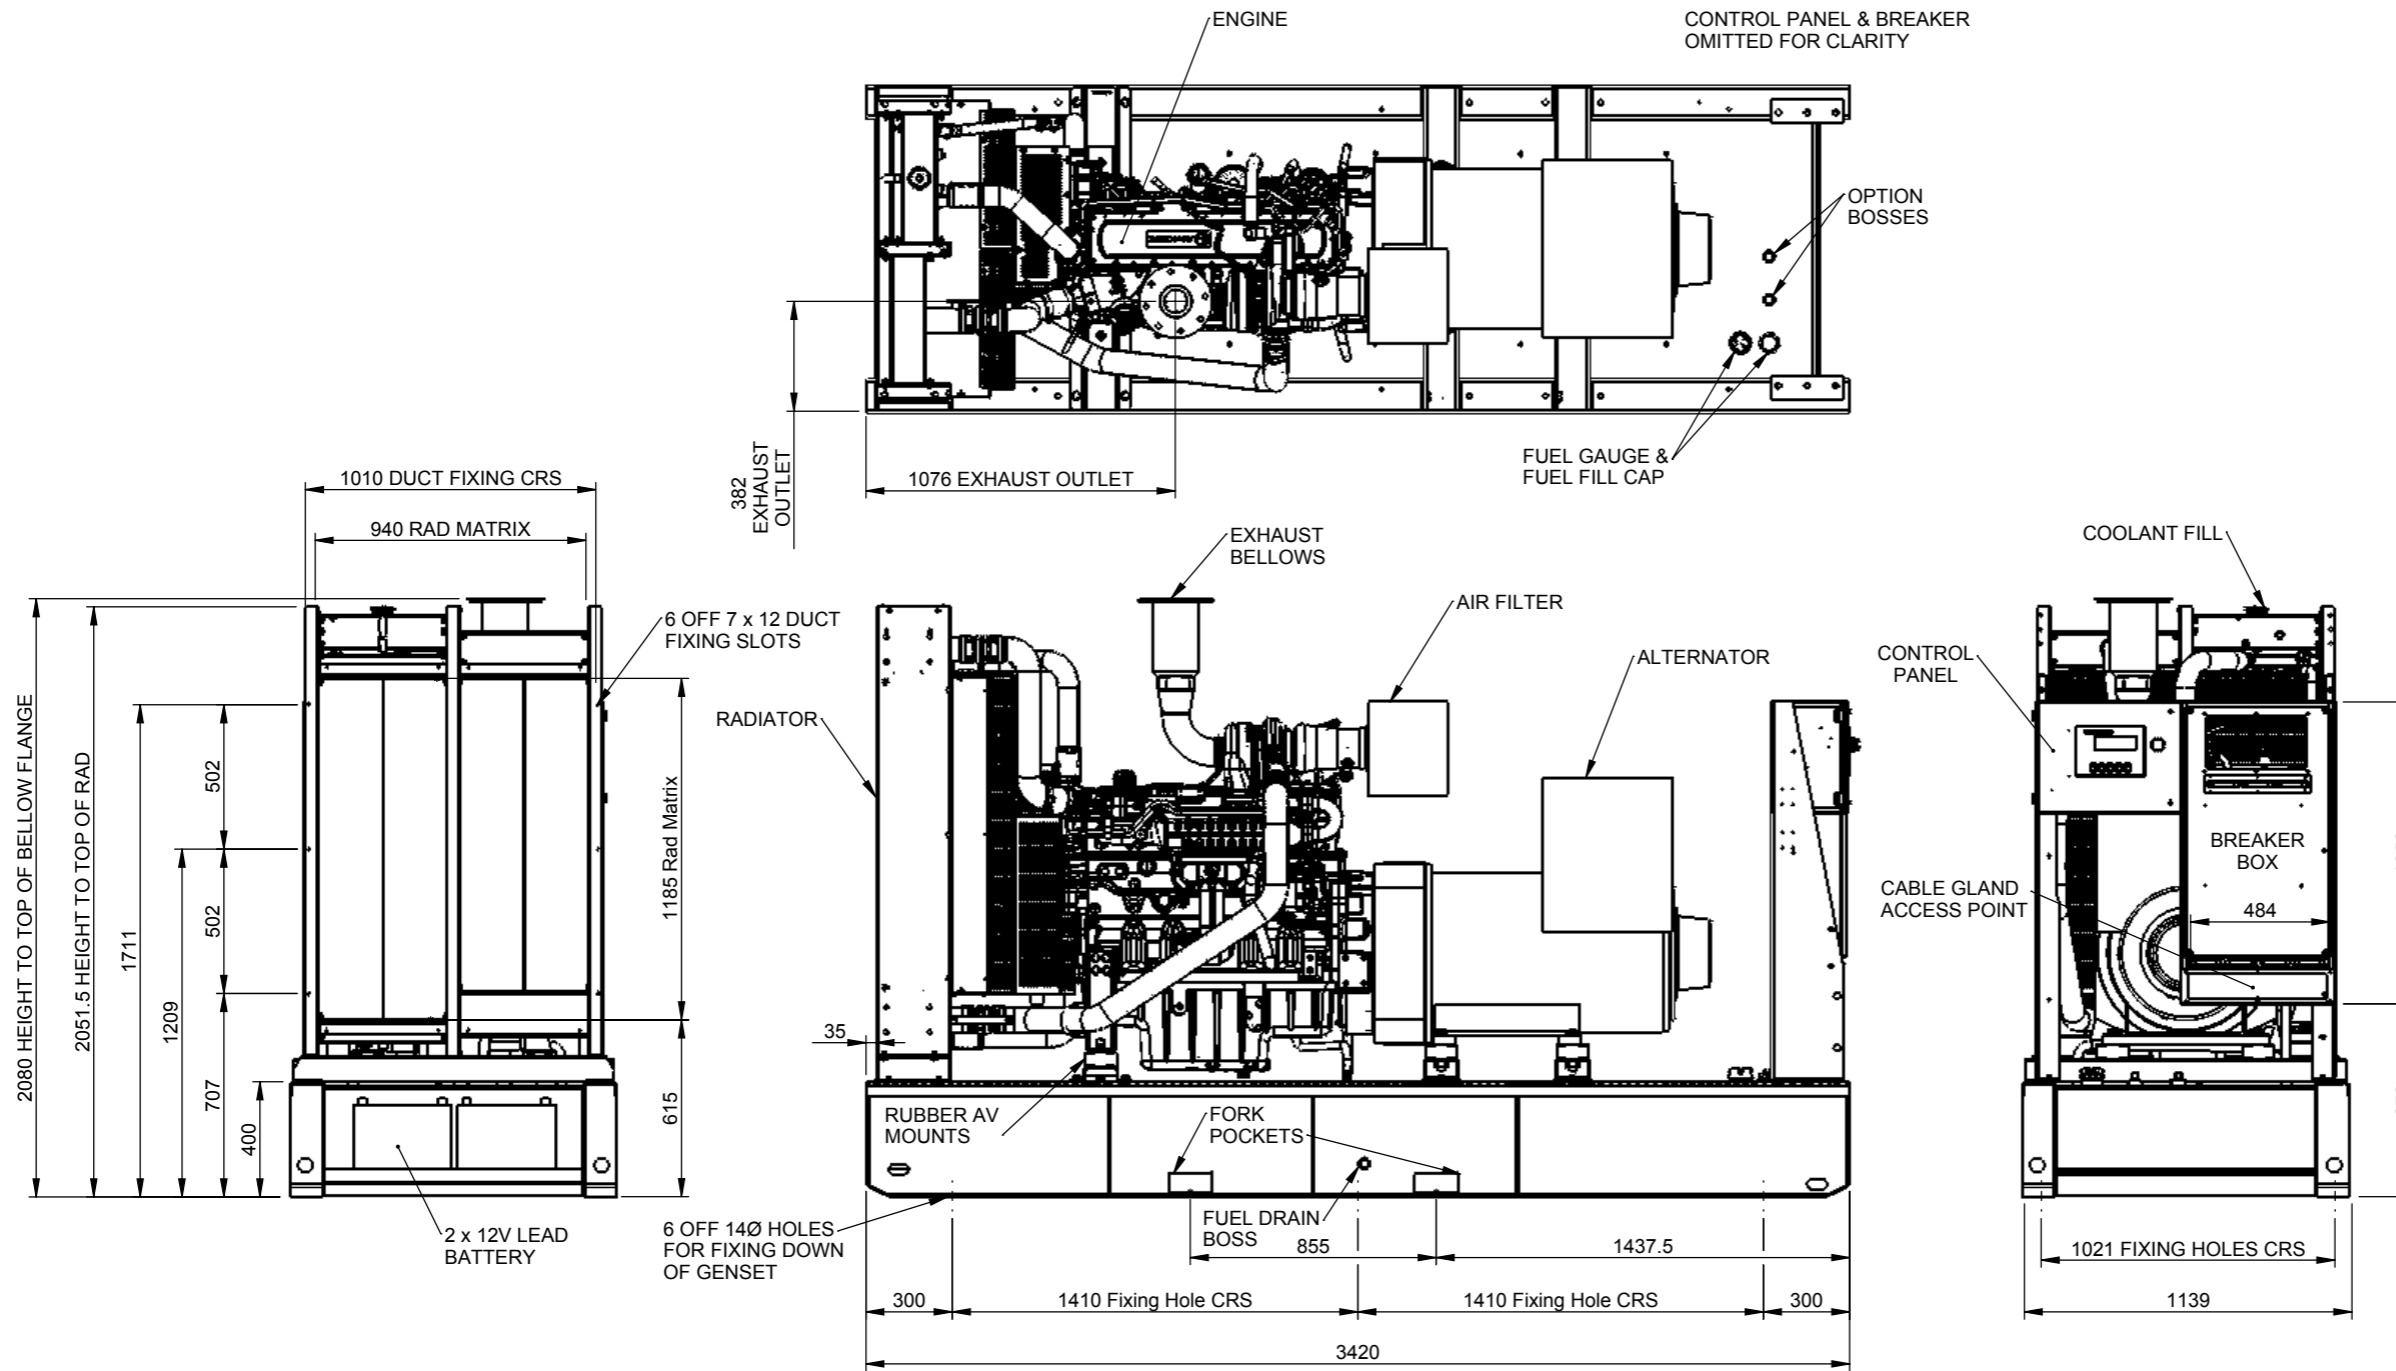 ENGINE
CONTROL PANEL & BREAKER
OMITTED FOR CLARITY
OPTION
BOSSES
FUEL GAUGE &
FUEL FILL CAP
382
EXHAUST
OUTLET
1076 EXHAUST OUTLET
1010 DUCT FIXING CRS
940 RAD MATRIX
6 OFF 7 x 12 DUCT
FIXING SLOTS
2080 HEIGHT TO TOP OF BELLOW FLANGE
2051.5 HEIGHT TO TOP OF RAD
1711
1209
502
502
707
400
1185 Rad Matrix
615
2 x 12V LEAD
BATTERY
EXHAUST
BELLOWS
AIR FILTER
ALTERNATOR
RADIATOR
35
RUBBER AV
MOUNTS
FORK
POCKETS
6 OFF 14Ø HOLES
FOR FIXING DOWN
OF GENSET
FUEL DRAIN
BOSS
855
1437.5
300
1410 Fixing Hole CRS
1410 Fixing Hole CRS
300
3420
COOLANT FILL
CONTROL
PANEL
BREAKER
BOX
CABLE GLAND
ACCESS POINT
484
1021 FIXING HOLES CRS
1139